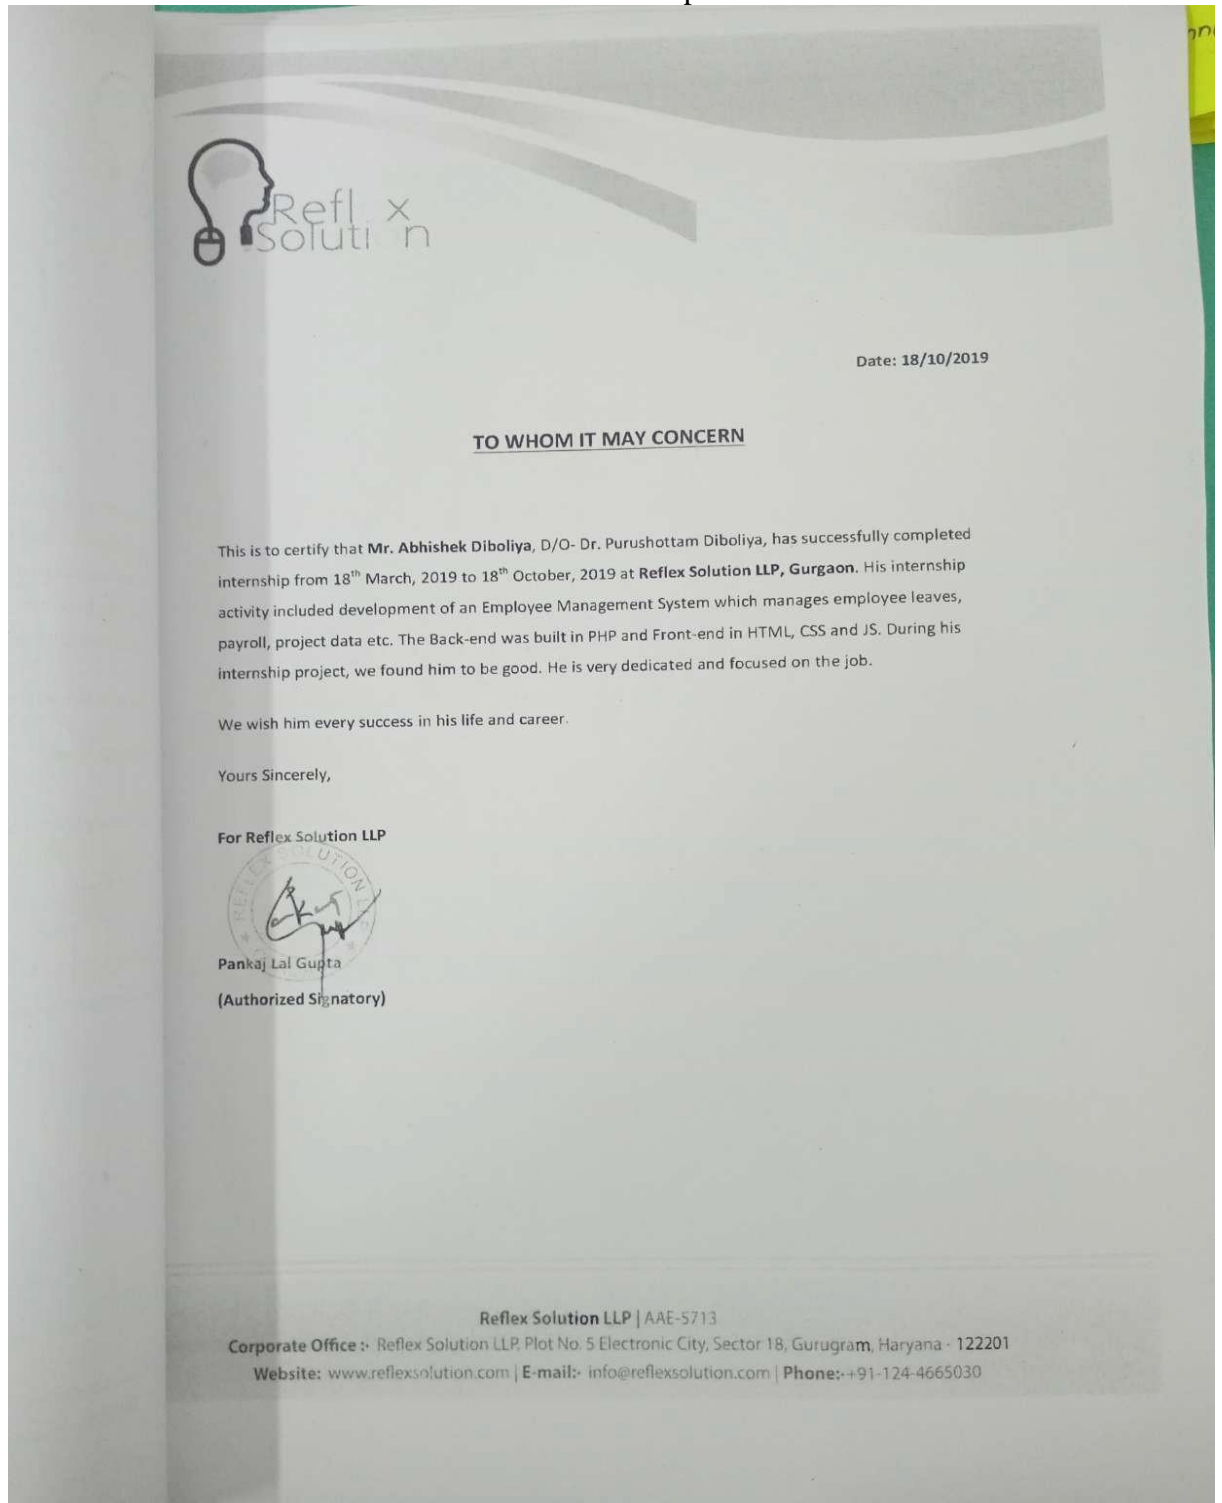 Refl x
Soluti n
Date: 18/10/2019
TO WHOM IT MAY CONCERN
This is to certify that Mr. Abhishek Diboliya, D/O- Dr. Purushottam Diboliya, has successfully completed
internship from 18th March, 2019 to 18th October, 2019 at Reflex Solution LLP, Gurgaon. His internship
activity included development of an Employee Management System which manages employee leaves,
payroll, project data etc. The Back-end was built in PHP and Front-end in HTML, CSS and JS. During his
internship project, we found him to be good. He is very dedicated and focused on the job.
We wish him every success in his life and career.
Yours Sincerely,
For Reflex Solution LLP
REFLEX SOLUTION LLP
Pankaj Lal Gupta
(Authorized Signatory)
Reflex Solution LLP | AAE-5713
Corporate Office :- Reflex Solution LLP, Plot No. 5 Electronic City, Sector 18, Gurugram, Haryana - 122201
Website: www.reflexsolution.com | E-mail:- info@reflexsolution.com | Phone:-+91-124-4665030